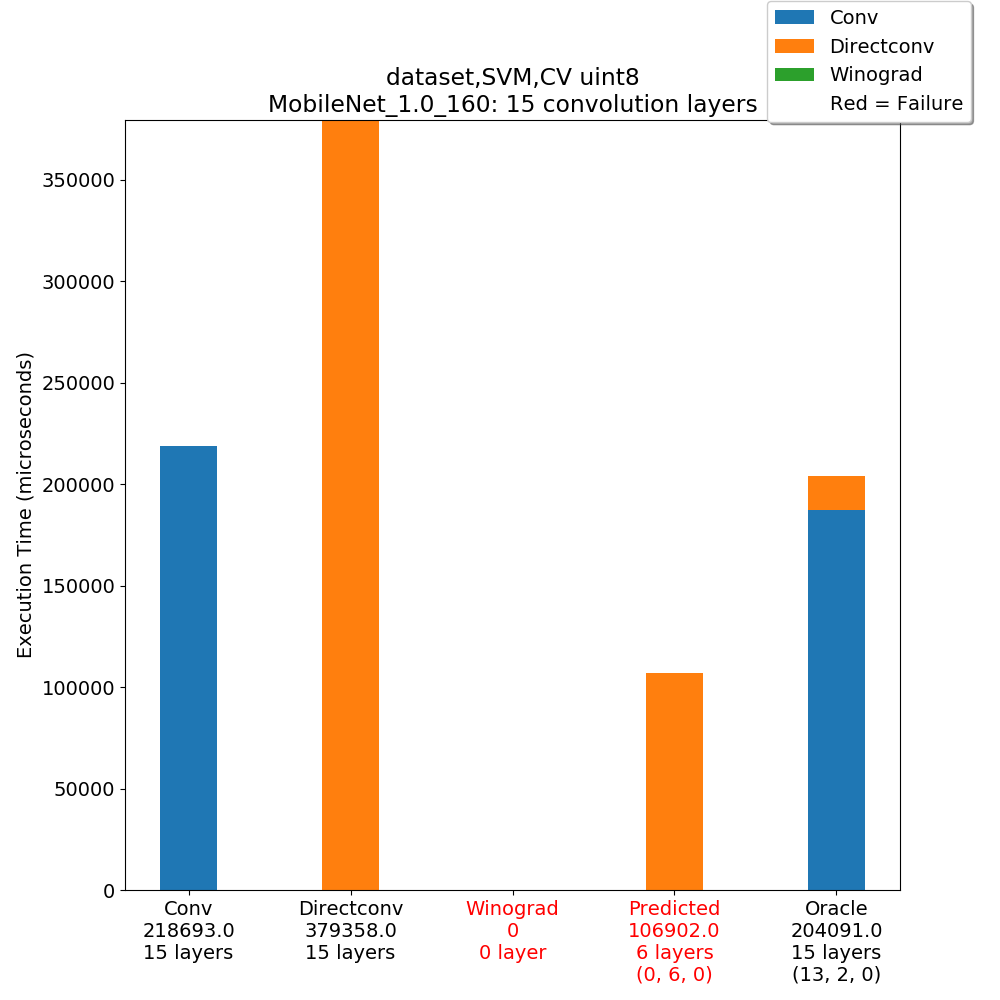 Conv
Directconv
Winograd
Red = Failure
dataset,SVM,CV uint8
MobileNet_1.0_160: 15 convolution layers
Execution Time (microseconds)
350000
300000
250000
200000
150000
100000
50000
0
Conv
218693.0
15 layers
Directconv
379358.0
15 layers
Winograd
0
0 layer
Predicted
106902.0
6 layers
(0, 6, 0)
Oracle
204091.0
15 layers
(13, 2, 0)